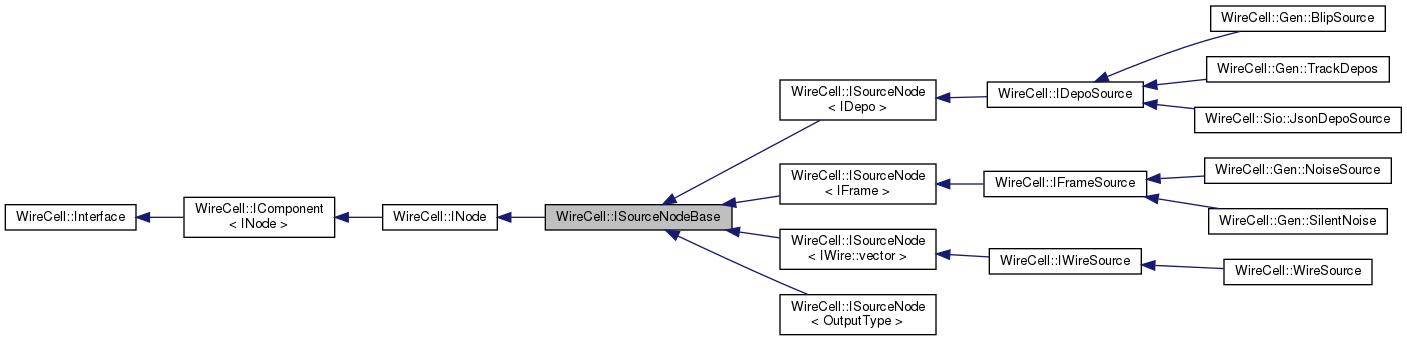 WireCell::Interface
WireCell::IComponent
< INode >
WireCell::INode
WireCell::ISourceNodeBase
WireCell::ISourceNode
< IDepo >
WireCell::ISourceNode
< IFrame >
WireCell::ISourceNode
< IWire::vector >
WireCell::ISourceNode
< OutputType >
WireCell::IDepoSource
WireCell::IFrameSource
WireCell::IWireSource
WireCell::Gen::BlipSource
WireCell::Gen::TrackDepos
WireCell::Sio::JsonDepoSource
WireCell::Gen::NoiseSource
WireCell::Gen::SilentNoise
WireCell::WireSource